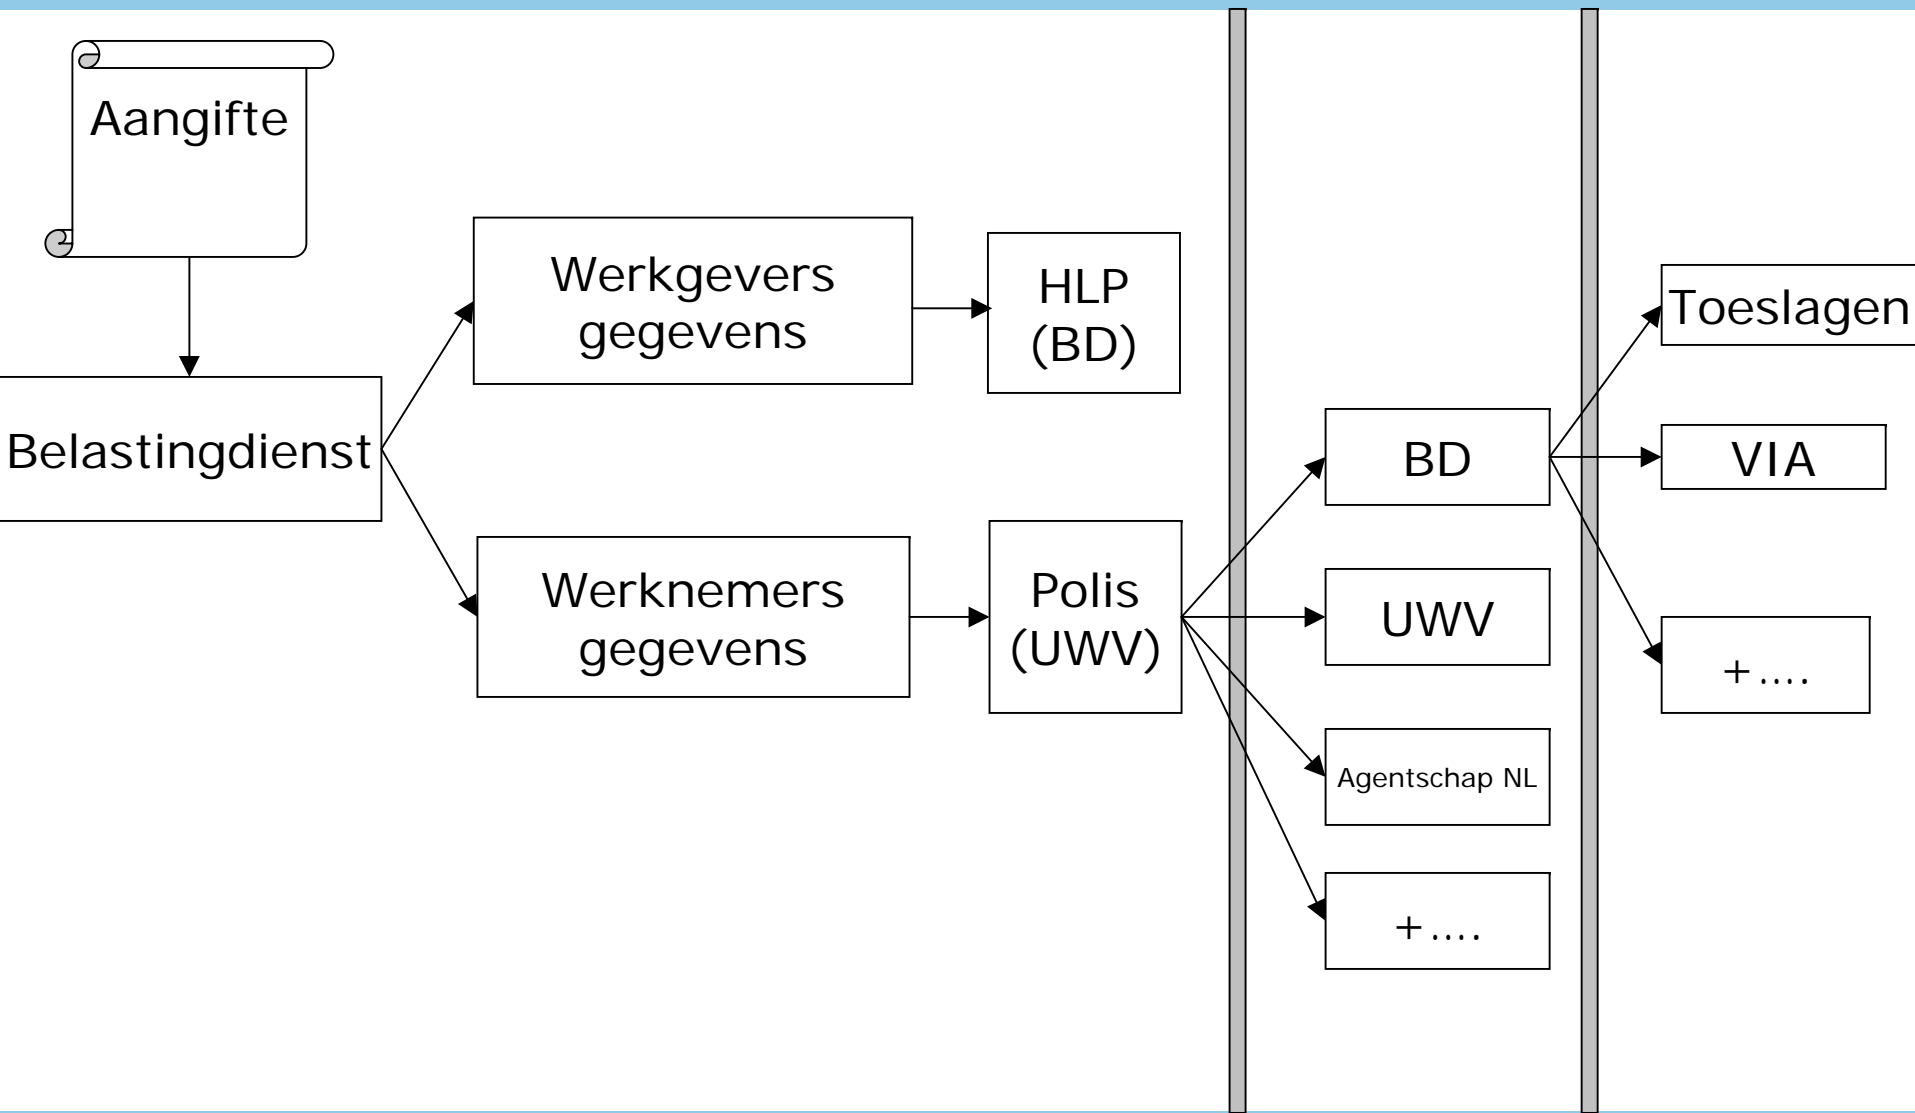 Aangifte
Belastingdienst
Werkgevers
gegevens
HLP
(BD)
Werknemers
gegevens
Polis
(UWV)
BD
UWV
Agentschap NL
+....
Toeslagen
VIA
+....